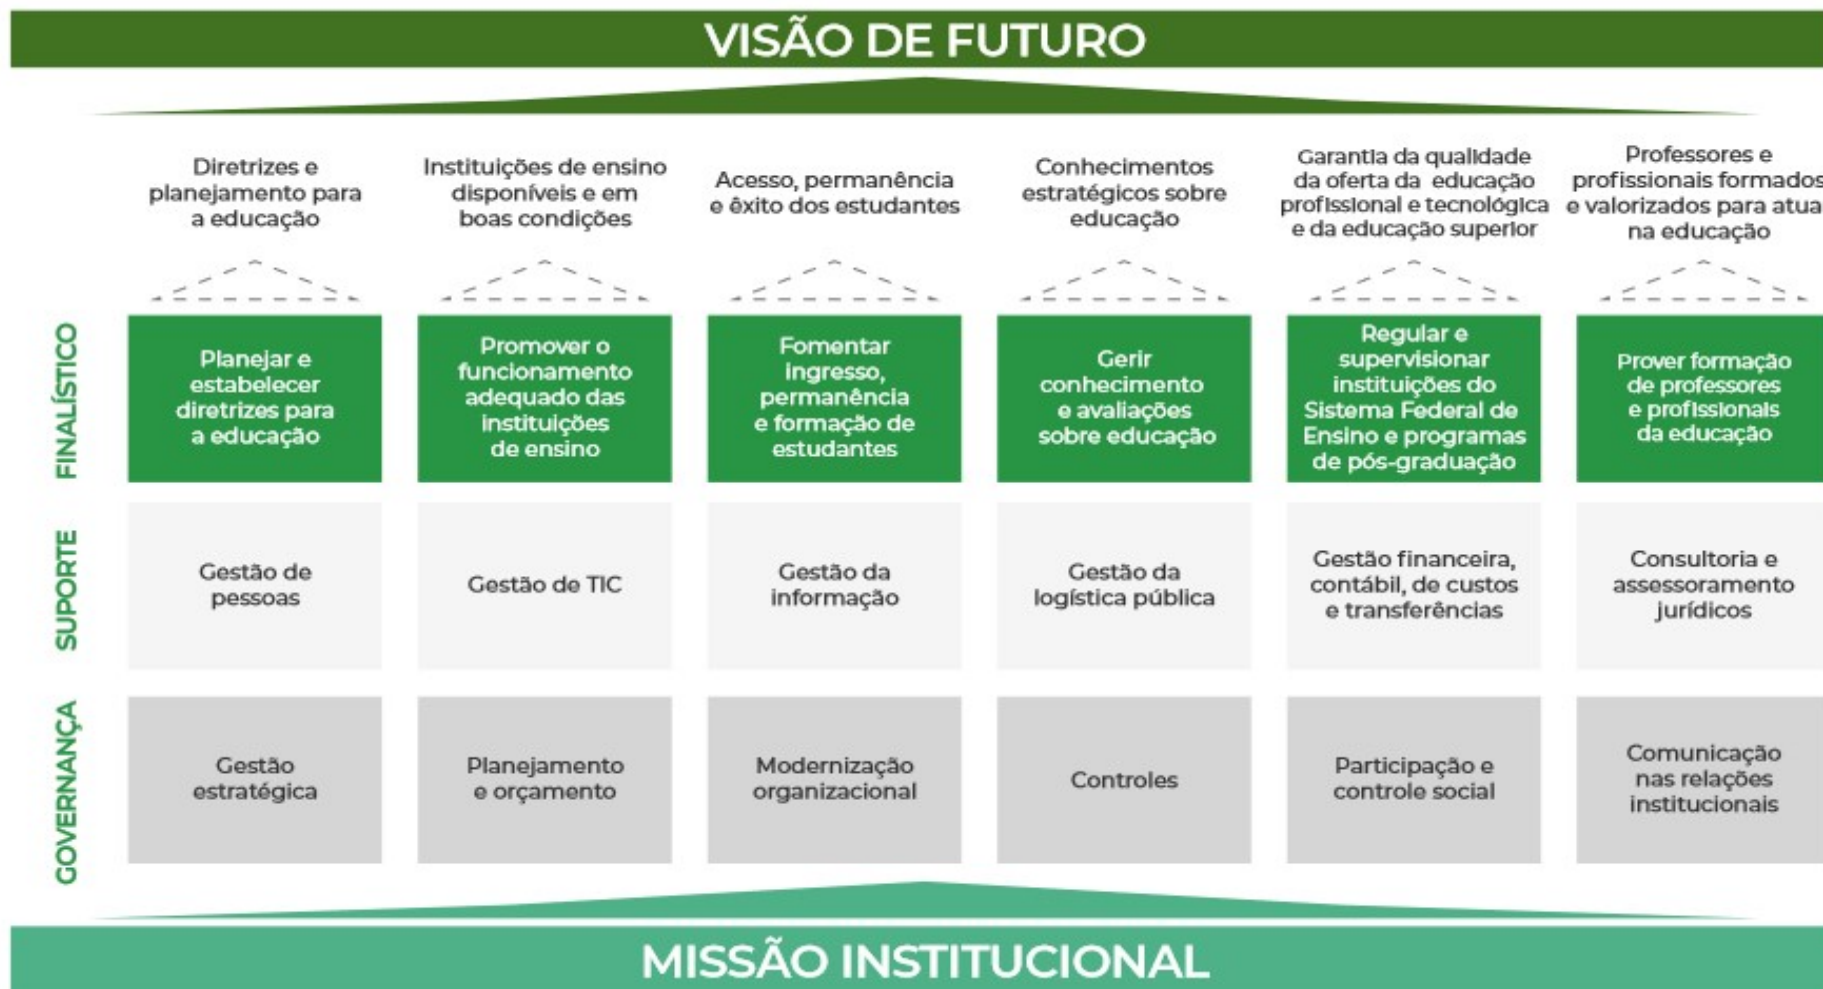 VISÃO DE FUTURO
Diretrizes e
planejamento para
a educação
Instituições de ensino
disponíveis e em
boas condições
Acesso, permanência
e êxito dos estudantes
Conhecimentos
estratégicos sobre
educação
Garantia da qualidade
da oferta da educação
profissional e tecnológica
e da educação superior
Professores e
profissionais formados
e valorizados para atua
na educação
FINALÍSTICO
Planejar e
estabelecer
diretrizes para
a educação
Promover o
funcionamento
adequado das
instituições
de ensino
Fomentar
ingresso,
permanência
e formação de
estudantes
Gerir
conhecimento
e avaliações
sobre educação
Regular e
supervisionar
instituições do
Sistema Federal de
Ensino e programas
de pós-graduação
Prover formação
de professores
e profissionais
da educação
SUPORTE
Gestão de
pessoas
Gestão de TIC
Gestão da
informação
Gestão da
logística pública
Gestão financeira,
contábil, de custos
e transferências
Consultoria e
assessoramento
jurídicos
GOVERNANÇA
Gestão
estratégica
Planejamento
e orçamento
Modernização
organizacional
Controles
Participação e
controle social
Comunicação
nas relações
institucionais
MISSÃO INSTITUCIONAL